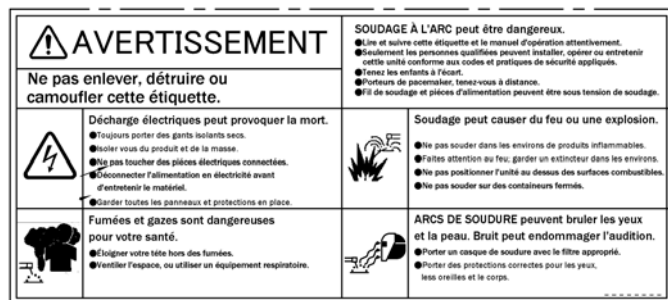 AVERTISSEMENT
Ne pas enlever, détruire ou
camoufler cette étiquette.
SOUDAGE À L'ARC peut être dangereux.
●Lire et suivre cette étiquette et le manuel d'opération attentivement.
●Seulement les personnes qualifiées peuvent installer, opérer ou entretenir
cettle unité conforme aux codes et pratiques de sécurité appliqués.
●Tenez les enfants à l'écart.
●Porteurs de pacemaker, tenez-vous à distance.
●Fil de soudage et pièces d'alimentation peuvent être sous tension de soudage.
Décharge électriques peut provoquer la mort.
●Toujours porter des gants isolants secs.
●Isoler vous du produit et de la masse.
●Ne pas toucher des pièces électriques connectées.
●Déconnecter l'alimentation en électricité avant
d'entretenir le matériel.
●Garder toutes les panneaux et protections en place.
Soudage peut causer du feu ou une explosion.
●Ne pas souder dans les environs de produits inflammables.
●Faites attention au feu; garder un extincteur dans les environs.
●Ne pas positionner l'unité au dessus des surfaces combustibles.
●Ne pas souder sur des containeurs fermés.
Fumées et gazes sont dangereuses
pour votre santé.
●Éloigner votre téte hors des fumées.
●Ventiler l'espace, ou utiliser un équipement respiratoire.
ARCS DE SOUDURE peuvent bruler les yeux
et la peau. Bruit peut endommager l'audition.
●Porter un casque de soudure avec le filtre approprié.
●Porter des protections correctes pour les yeux,
less oreilles et le corps.